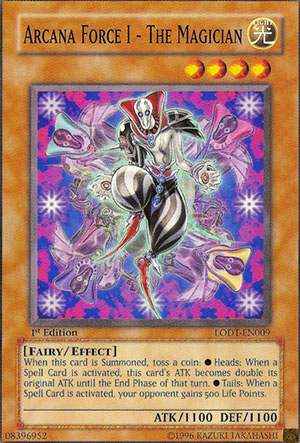 ARCANA FORCE I - THE MAGICIAN
LIGHT
光
1st Edition
LODT-EN009
[FAIRY/EFFECT]
When this card is Summoned, toss a coin: ●Heads: When a
Spell Card is activated, this card's ATK becomes double
its original ATK until the End Phase of that turn. ●Tails: When a
Spell Card is activated, your opponent gains 500 Life Points.
ATK/1100 DEF/1100
08396952
©1996 KAZUKI TAKAHASHI